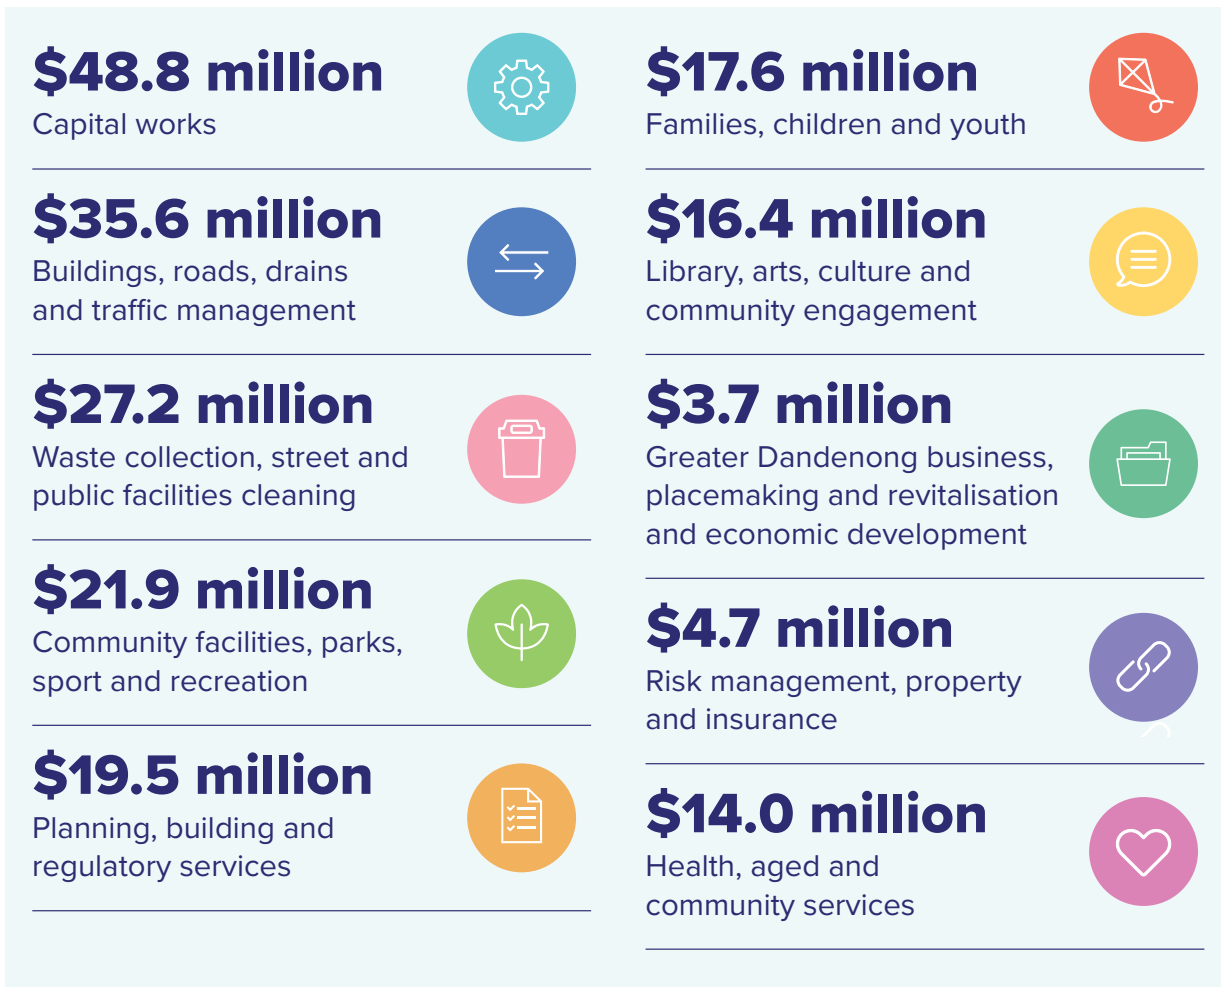 $48.8 million
Capital works
$35.6 million
Buildings, roads, drains
and traffic management
$27.2 million
Waste collection, street and
public facilities cleaning
$21.9 million
Community facilities, parks,
sport and recreation
$19.5 million
Planning, building and
regulatory services
$17.6 million
Families, children and youth
$16.4 million
Library, arts, culture and
community engagement
$3.7 million
Greater Dandenong business,
placemaking and revitalisation
and economic development
$4.7 million
Risk management, property
and insurance
$14.0 million
Health, aged and
community services